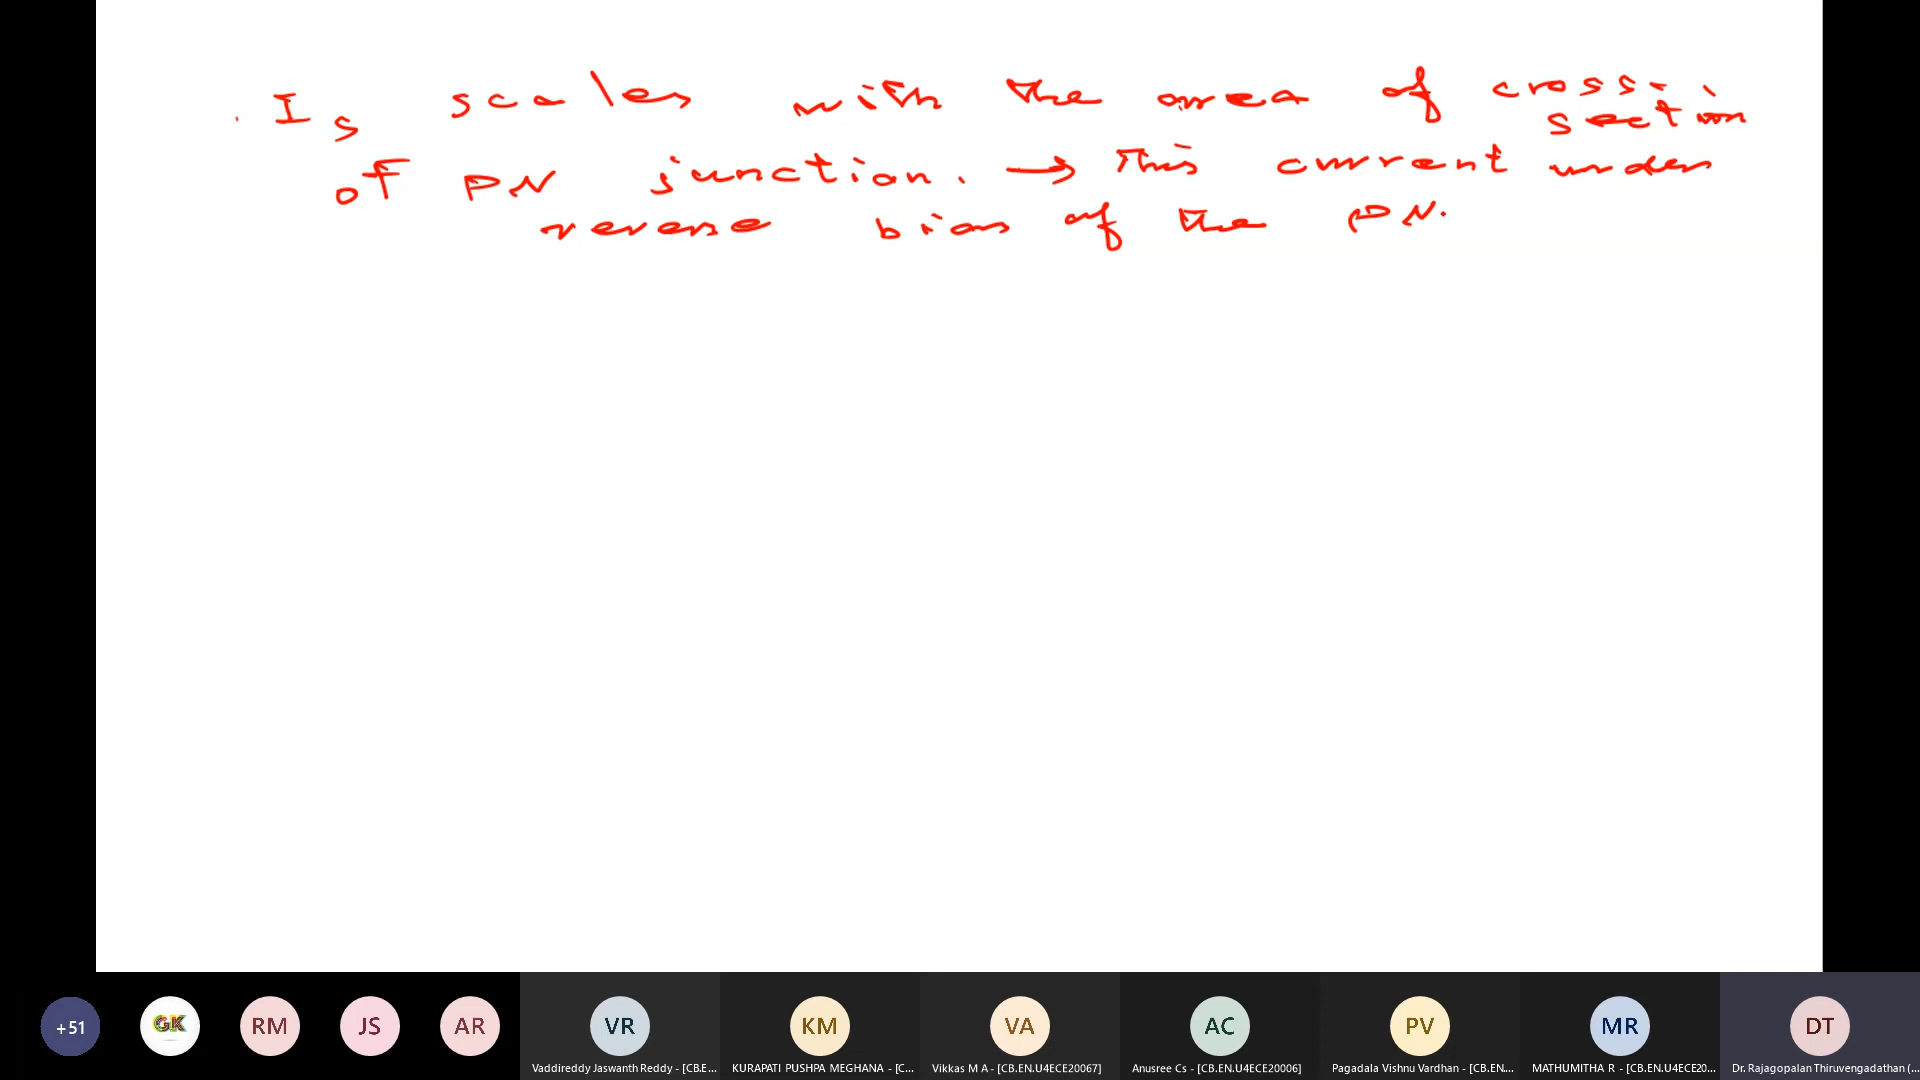 Is scales with the area of cross-
section
of PN junction. → This current under
reverse bias of the PN.
+51
GK
RM
JS
AR
VR
KM
VA
AC
PV
MR
DT
Vaddireddy Jaswanth Reddy - [CB.E...
KURAPATI PUSHPA MEGHANA - [C...
Vikkas M A - [CB.EN.U4ECE20067]
Anusree Cs - [CB.EN.U4ECE20006]
Pagadala Vishnu Vardhan - [CB.EN....
MATHUMITHA R - [CB.EN.U4ECE20...
Dr. Rajagopalan Thiruvengadathan (...